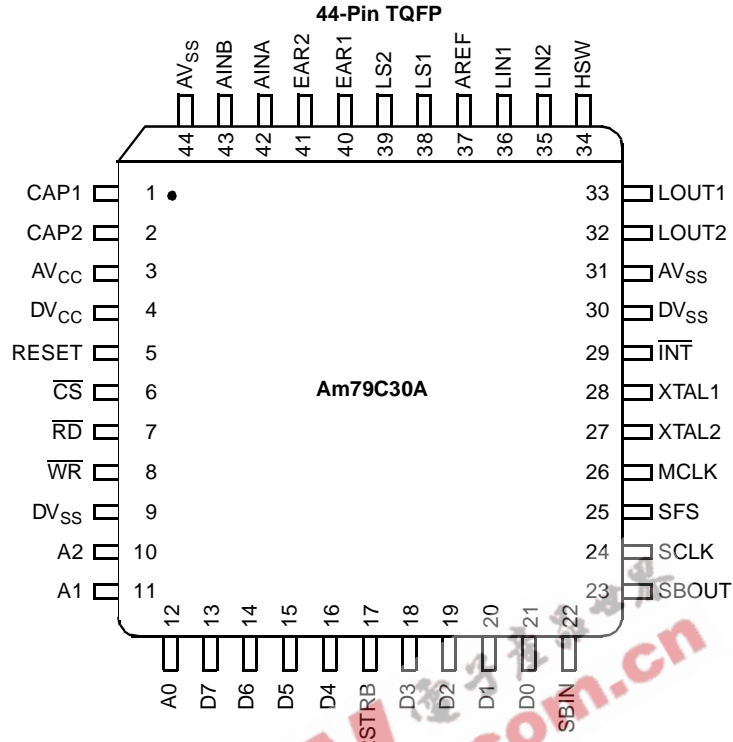 44-Pin TQFP
AVSS AINB AINA EAR2 EAR1 LS2 LS1 AREF LIN1 LIN2 HSW
44 43 42 41 40 39 38 37 36 35 34
CAP1 1 33 LOUT1
CAP2 2 32 LOUT2
AVCC 3 31 AVSS
DVCC 4 30 DVSS
RESET 5 29 INT
CS 6 Am79C30A 28 XTAL1
RD 7 27 XTAL2
WR 8 26 MCLK
DVSS 9 25 SFS
A2 10 24 SCLK
A1 11 23 SBOUT
12 13 14 15 16 17 18 19 20 21 22
A0 D7 D6 D5 D4 STRB D3 D2 D1 D0 SBIN
com.cn